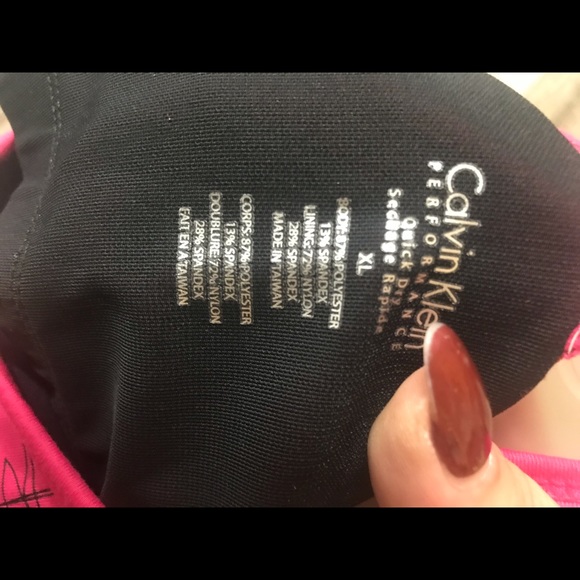 Calvin Klein
PERFORMANCE
Quick Dry
Sechage Rapide
XL
BODY: 87% POLYESTER
13% SPANDEX
LINING: 72% NYLON
28% SPANDEX
MADE IN TAIWAN
CORPS: 87% POLYESTER
13% SPANDEX
DOUBLURE: 72% NYLON
28% SPANDEX
FAIT EN A TAIWAN